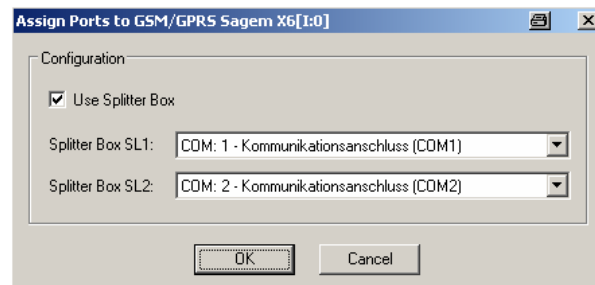 Assign Ports to GSM/GPRS Sagem X6[I:0]
Configuration
Use Splitter Box
Splitter Box SL1: COM: 1 - Kommunikationsanschluss (COM1)
Splitter Box SL2: COM: 2 - Kommunikationsanschluss (COM2)
OK Cancel